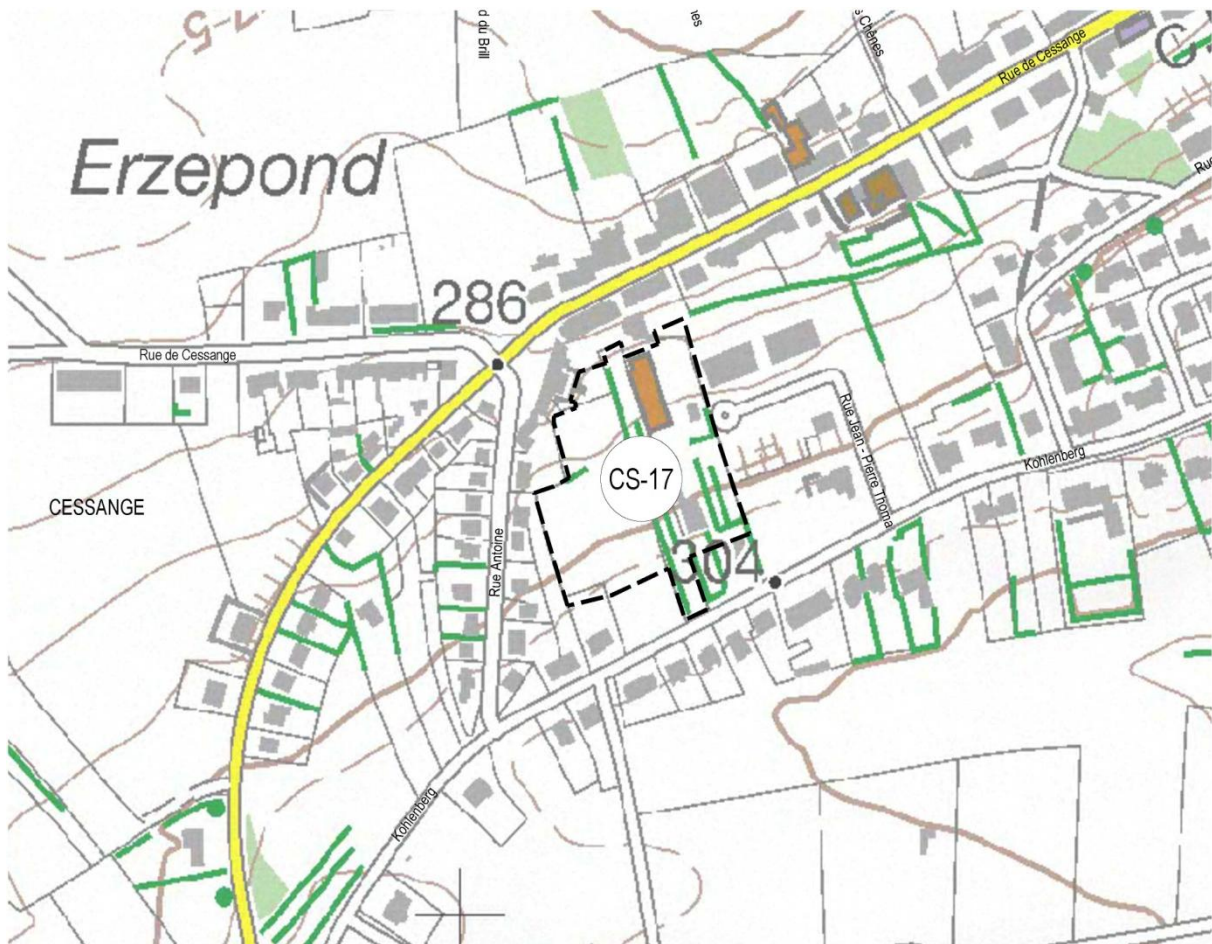 Erzepond
d du Brill
Rue de Cessange
286
Rue de Cessange
CESSANGE
CS-17
Rue Antoine
Rue Jean - Pierre Thoma
Kohlenberg
304
Kohlenberg